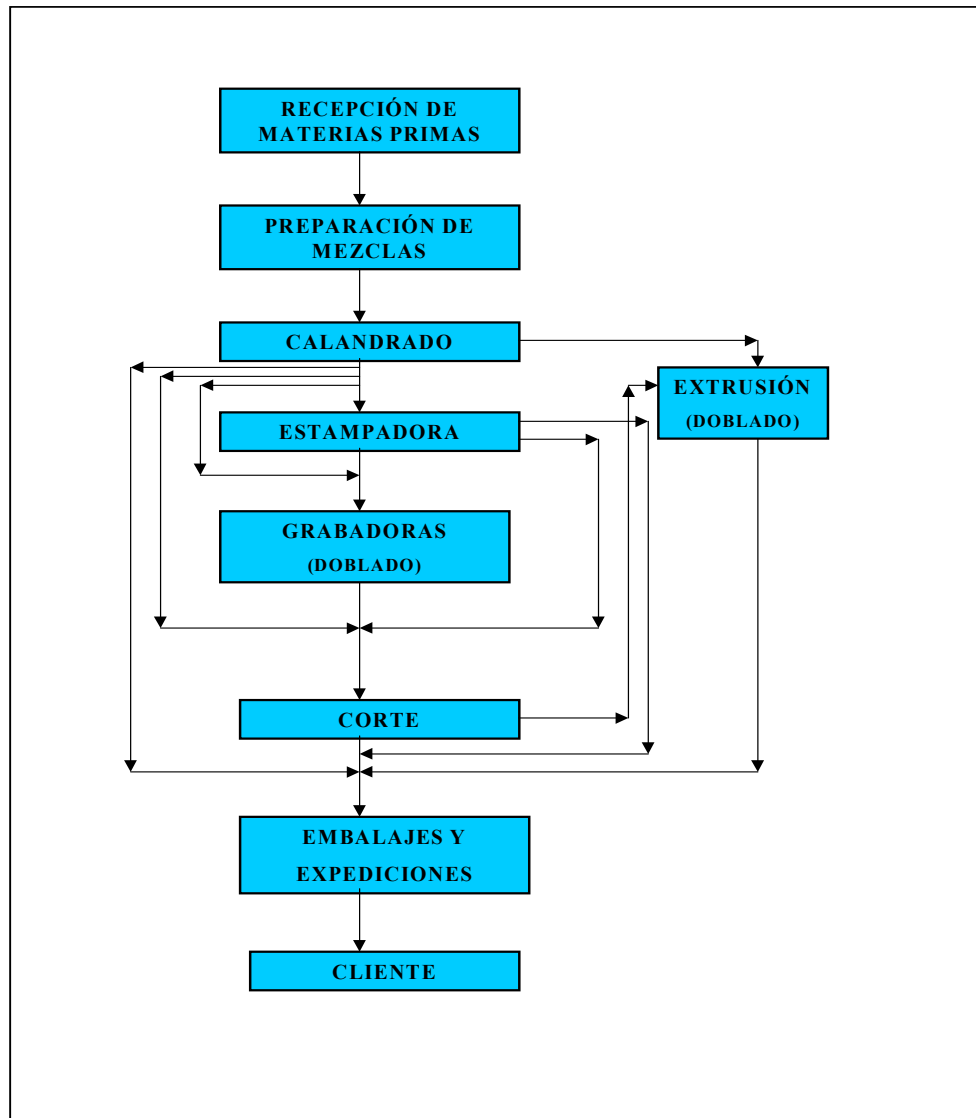 RECEPCIÓN DE
MATERIAS PRIMAS
PREPARACIÓN DE
MEZCLAS
CALANDRADO
EXTRUSIÓN
(DOBLADO)
ESTAMPADORA
GRABADORAS
(DOBLADO)
CORTE
EMBALAJES Y
EXPEDICIONES
CLIENTE